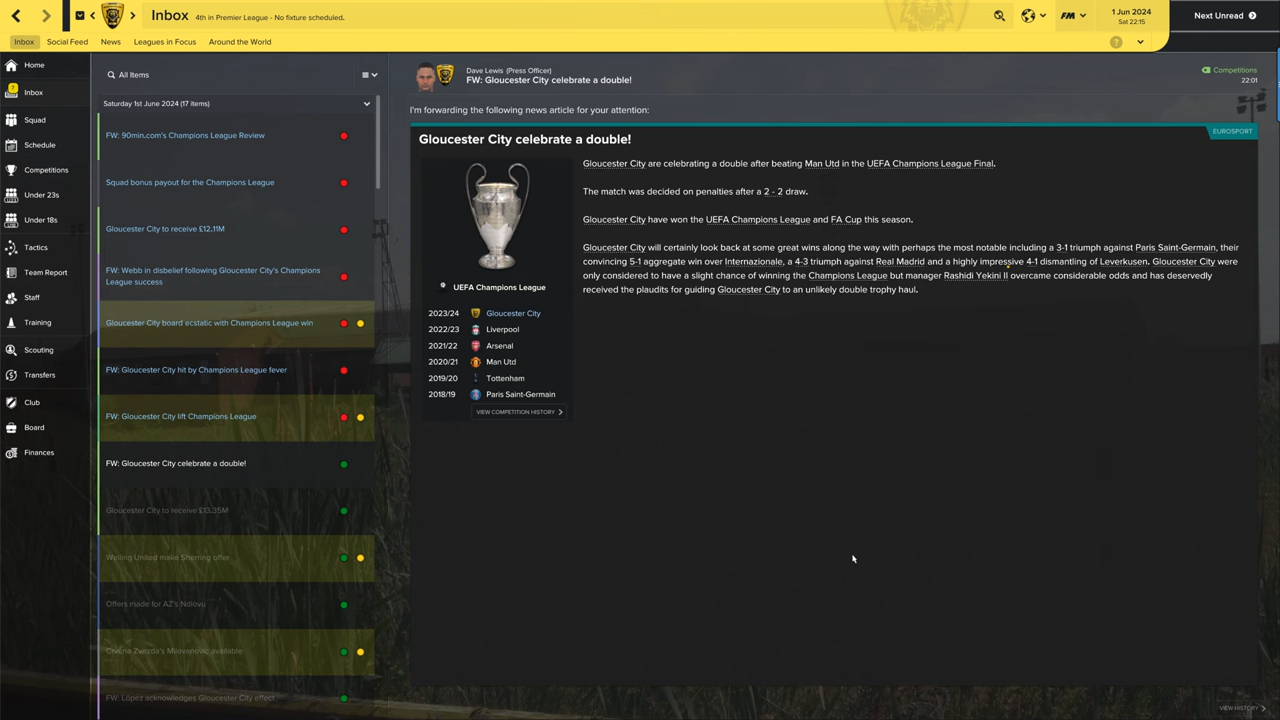 Inbox
4th in Premier League - No fixture scheduled.
FM
1 Jun 2024
Sat 22:15
Next Unread
Inbox
Social Feed
News
Leagues in Focus
Around the World
?
Home
7
Inbox
Squad
Schedule
Competitions
Under 23s
Under 18s
Tactics
Team Report
Staff
Training
Scouting
Transfers
Club
Board
Finances
All Items
Saturday 1st June 2024 (17 items)
FW: 90min.com's Champions League Review
Squad bonus payout for the Champions League
Gloucester City to receive £12.11M
FW: Webb in disbelief following Gloucester City's Champions
League success
Gloucester City board ecstatic with Champions League win
FW: Gloucester City hit by Champions League fever
FW: Gloucester City lift Champions League
FW: Gloucester City celebrate a double!
Gloucester City to receive £13.35M
Welling United make Sherring offer
Offers made for AZ's Ndlovu
Crvena Zvezda's Milovanovic available
FW: López acknowledges Gloucester City effect
Dave Lewis (Press Officer)
FW: Gloucester City celebrate a double!
Competitions
22:01
I'm forwarding the following news article for your attention:
EUROSPORT
Gloucester City celebrate a double!
UEFA Champions League
2023/24 Gloucester City
2022/23 Liverpool
2021/22 Arsenal
2020/21 Man Utd
2019/20 Tottenham
2018/19 Paris Saint-Germain
VIEW COMPETITION HISTORY
Gloucester City are celebrating a double after beating Man Utd in the UEFA Champions League Final.
The match was decided on penalties after a 2 - 2 draw.
Gloucester City have won the UEFA Champions League and FA Cup this season.
Gloucester City will certainly look back at some great wins along the way with perhaps the most notable including a 3-1 triumph against Paris Saint-Germain, their
convincing 5-1 aggregate win over Internazionale, a 4-3 triumph against Real Madrid and a highly impressive 4-1 dismantling of Leverkusen. Gloucester City were
only considered to have a slight chance of winning the Champions League but manager Rashidi Yekini II overcame considerable odds and has deservedly
received the plaudits for guiding Gloucester City to an unlikely double trophy haul.
VIEW HISTORY